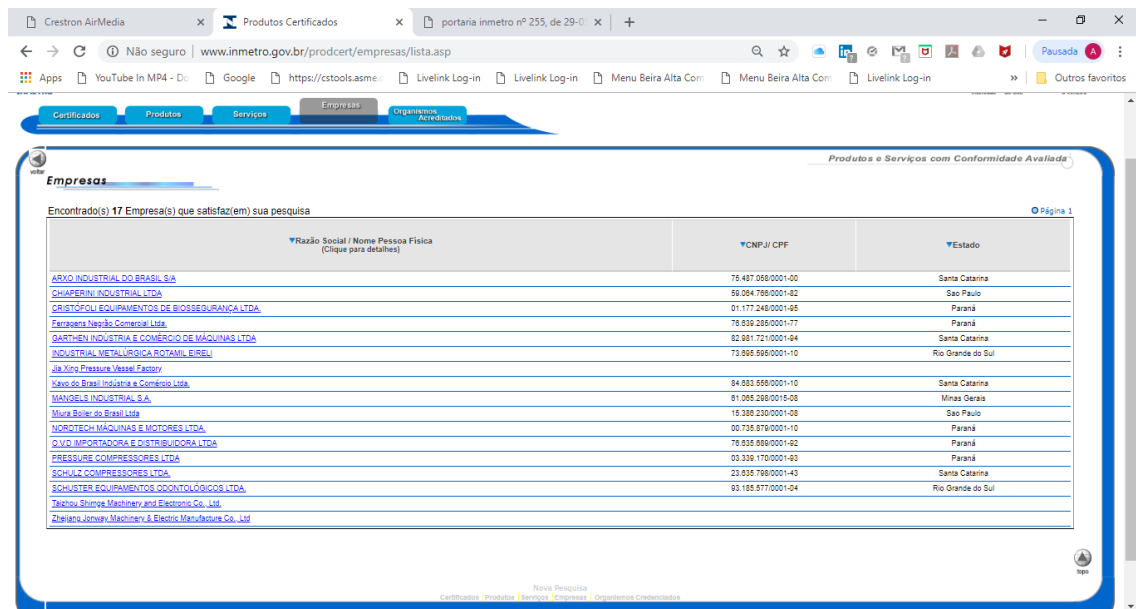 Crestron AirMedia
Produtos Certificados
portaria inmetro nº 255, de 29-0
Não seguro | www.inmetro.gov.br/prodcert/empresas/lista.asp
Pausada A
Apps YouTube In MP4 - Do Google https://cstools.asme. Livelink Log-in Livelink Log-in Menu Beira Alta Com Menu Beira Alta Com Livelink Log-in » Outros favoritos
Certificados Produtos Serviços Empresas Organismos Acreditados
voltar
Produtos e Serviços com Conformidade Avaliada
Empresas
Encontrado(s) 17 Empresa(s) que satisfaz(em) sua pesquisa
Página 1
Razão Social / Nome Pessoa Física CNPJ/ CPF Estado
(Clique para detalhes)
ARXO INDUSTRIAL DO BRASIL S/A 75.487.058/0001-00 Santa Catarina
CHIAPERINI INDUSTRIAL LTDA 59.064.766/0001-82 Sao Paulo
CRISTÓFOLI EQUIPAMENTOS DE BIOSSEGURANÇA LTDA. 01.177.248/0001-95 Paraná
Ferragens Negrão Comercial Ltda. 76.639.285/0001-77 Paraná
GARTHEN INDÚSTRIA E COMÉRCIO DE MÁQUINAS LTDA 82.981.721/0001-94 Santa Catarina
INDUSTRIAL METALÚRGICA ROTAMIL EIRELI 73.695.595/0001-10 Rio Grande do Sul
Jia Xing Pressure Vessel Factory
Kavo do Brasil Indústria e Comércio Ltda. 84.683.556/0001-10 Santa Catarina
MANGELS INDUSTRIAL S.A. 61.065.298/0015-08 Minas Gerais
Miura Boiler do Brasil Ltda 15.386.230/0001-08 Sao Paulo
NORDTECH MÁQUINAS E MOTORES LTDA. 00.735.879/0001-10 Paraná
O.V.D IMPORTADORA E DISTRIBUIDORA LTDA 76.635.689/0001-92 Paraná
PRESSURE COMPRESSORES LTDA 03.339.170/0001-93 Paraná
SCHULZ COMPRESSORES LTDA. 23.635.798/0001-43 Santa Catarina
SCHUSTER EQUIPAMENTOS ODONTOLÓGICOS LTDA. 93.185.577/0001-04 Rio Grande do Sul
Taizhou Shimge Machinery and Electronic Co., Ltd.
Zhejiang Jonway Machinery & Electric Manufacture Co., Ltd
topo
Nova Pesquisa
Certificados | Produtos | Serviços | Empresas | Organismos Credenciados